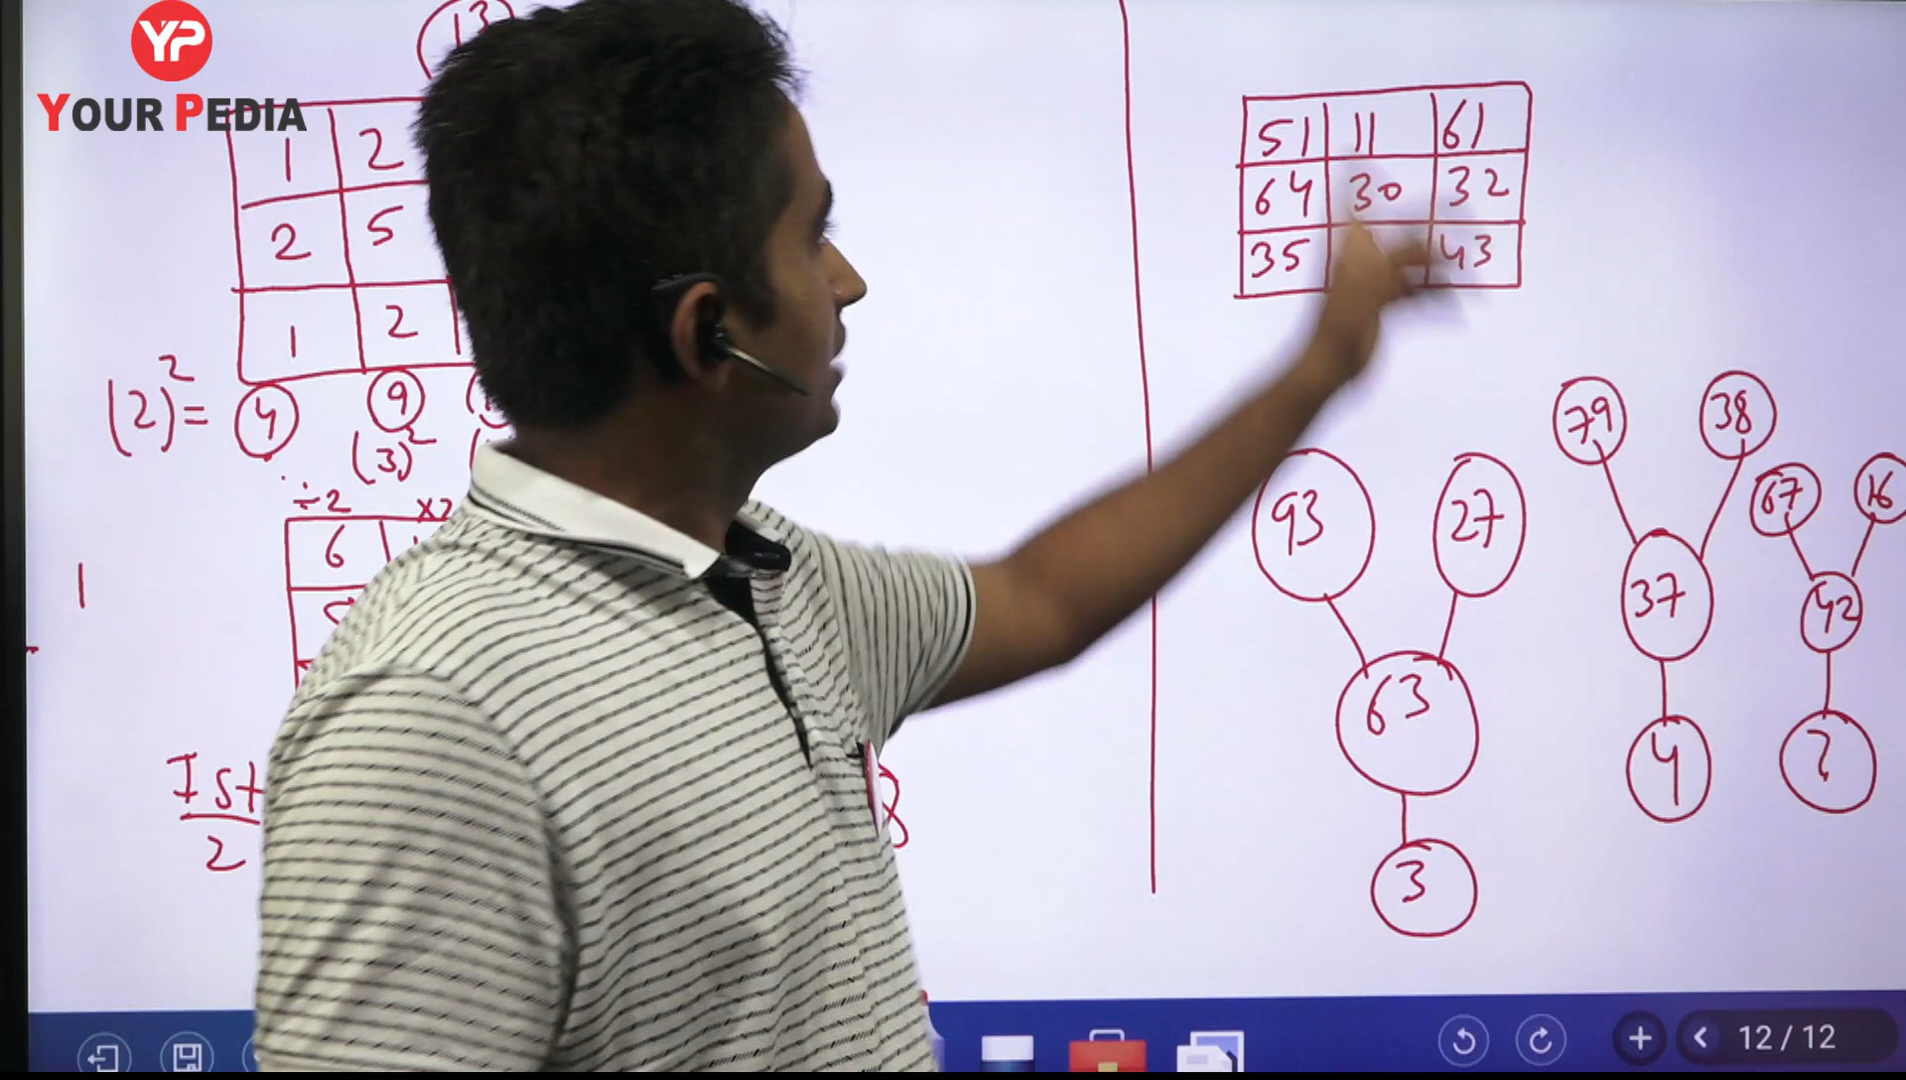 YP
YOUR PEDIA
13
1 2
2 5
1 2
(2)² = 4 9
(3)²
÷2
6
1
Ist
2
51 11 61
64 30 32
35 43
79 38
93 27 67 16
37 42
63
4 ?
3
12 / 12